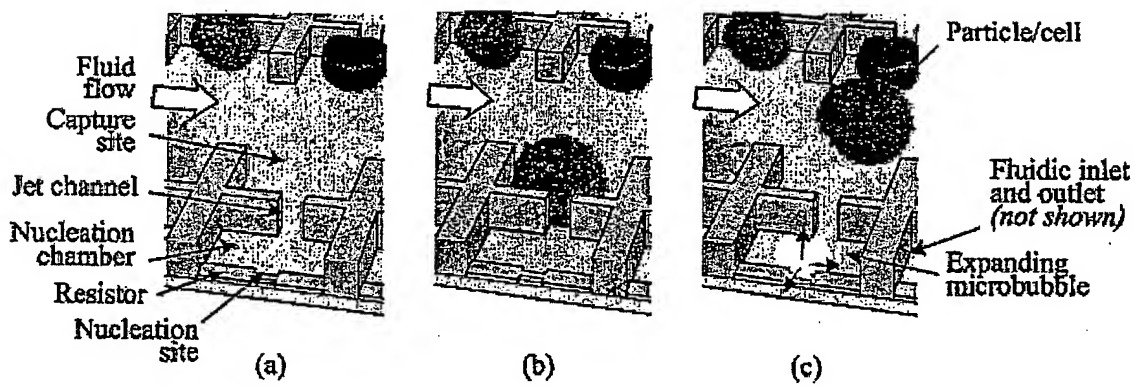 Fluid
flow
Capture
site
Jet channel
Nucleation
chamber
Resistor
Nucleation
site
(a)
(b)
(c)
Particle/cell
Fluidic inlet
and outlet
(not shown)
Expanding
microbubble